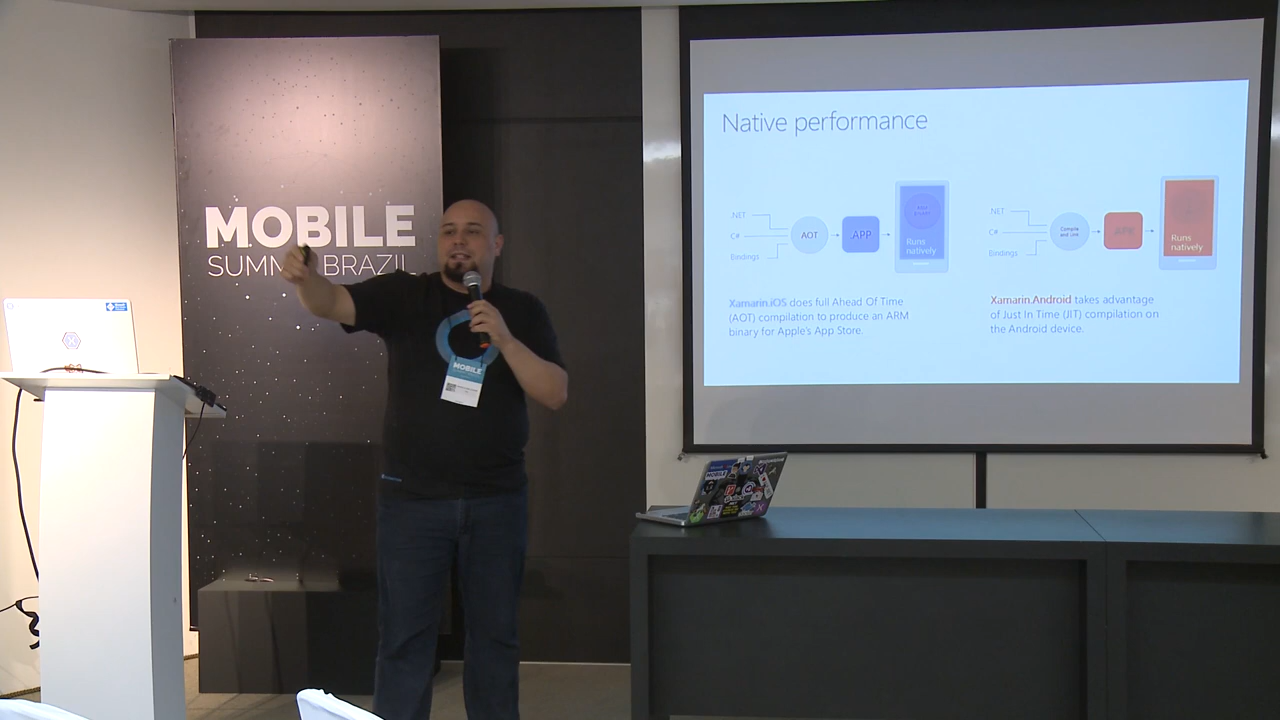 MOBILE
SUMM BRAZIL
MOBILE
Native performance
.NET
C#
Bindings
AOT
.APP
Runs
natively
Xamarin.iOS does full Ahead Of Time
(AOT) compilation to produce an ARM
binary for Apple's App Store.
.NET
C#
Bindings
Compile
and Link
.APK
Runs
natively
Xamarin.Android takes advantage
of Just In Time (JIT) compilation on
the Android device.
MOBILE